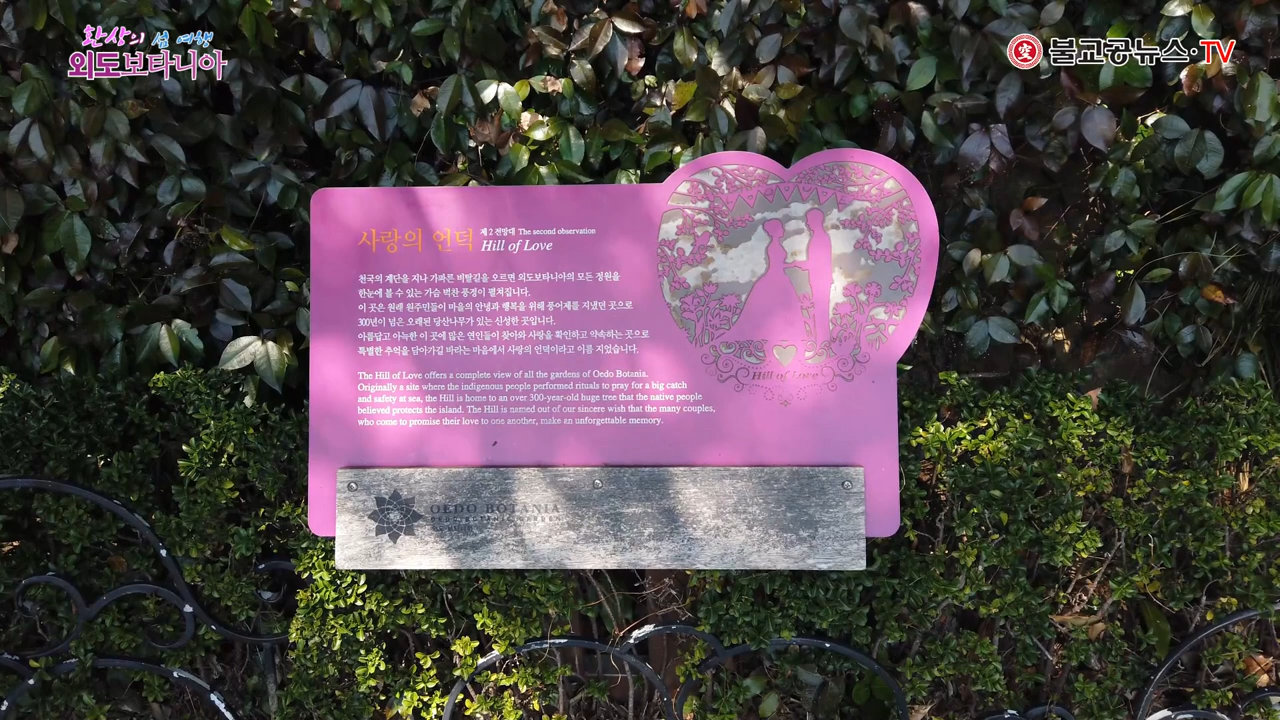 환상의 섬 여행
외도보타니아
불교공뉴스 TV
사랑의 언덕 제2전망대 The second observation
Hill of Love
천국의 계단을 지나 가파른 비탈길을 오르면 외도보타니아의 모든 정원을
한눈에 볼 수 있는 가슴 벅찬 풍경이 펼쳐집니다.
이 곳은 원래 원주민들이 마을의 안녕과 행복을 위해 풍어제를 지냈던 곳으로
300년이 넘은 오래된 당산나무가 있는 신성한 곳입니다.
아름답고 아늑한 이 곳에 많은 연인들이 찾아와 사랑을 확인하고 약속하는 곳으로
특별한 추억을 담아가길 바라는 마음에서 사랑의 언덕이라고 이름 지었습니다.
The Hill of Love offers a complete view of all the gardens of Oedo Botania.
Originally a site where the indigenous people performed rituals to pray for a big catch
and safety at sea, the Hill is home to an over 300-year-old huge tree that the native people
believed protects the island. The Hill is named out of our sincere wish that the many couples,
who come to promise their love to one another, make an unforgettable memory.
Hill of Love
OEDO BOTANIA
OEDO BOTANIC GARDEN